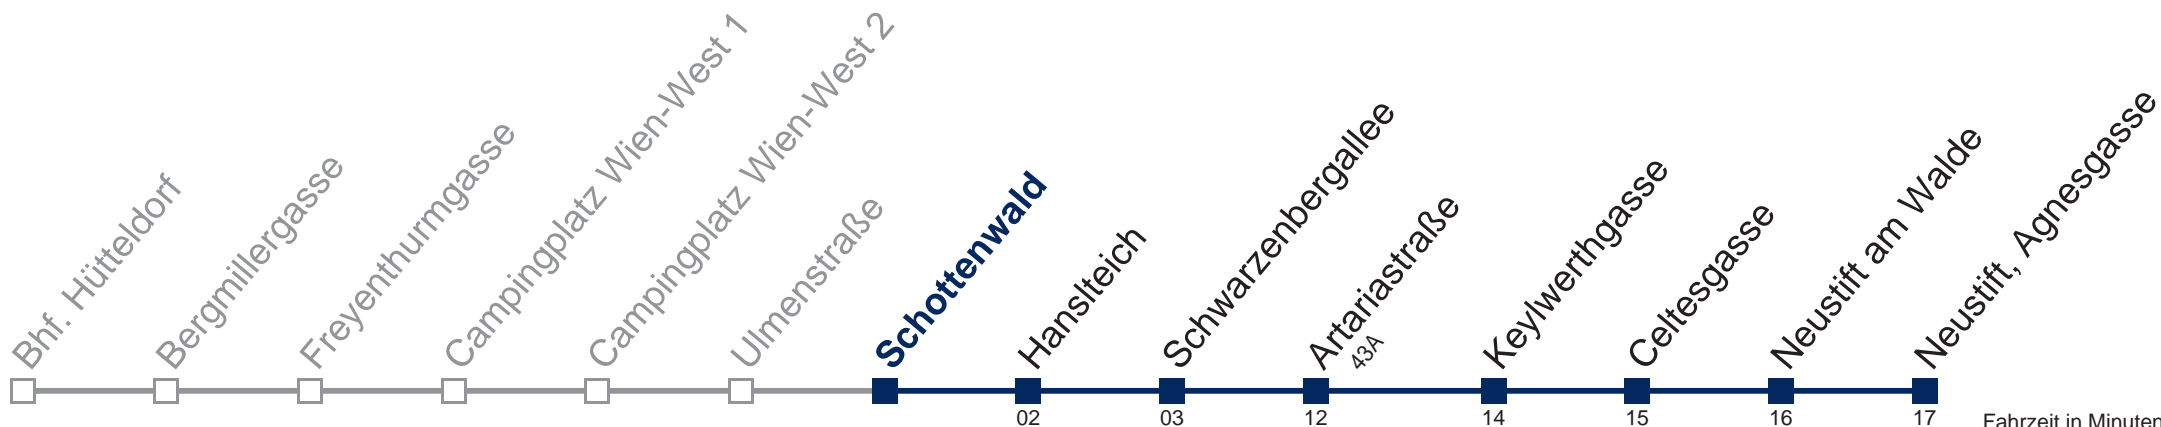 Bhf. Hütteldorf
Bergmillergasse
Freyenthurmgasse
Campingplatz Wien-West 1
Campingplatz Wien-West 2
Ulmenstraße
Schottenwald
Hanslteich
Schwarzenbergallee
Artariastraße
43A
Keylwerthgasse
Celtesgasse
Neustift am Walde
Neustift, Agnesgasse
02 03 12 14 15 16 17 Fahrzeit in Minuten